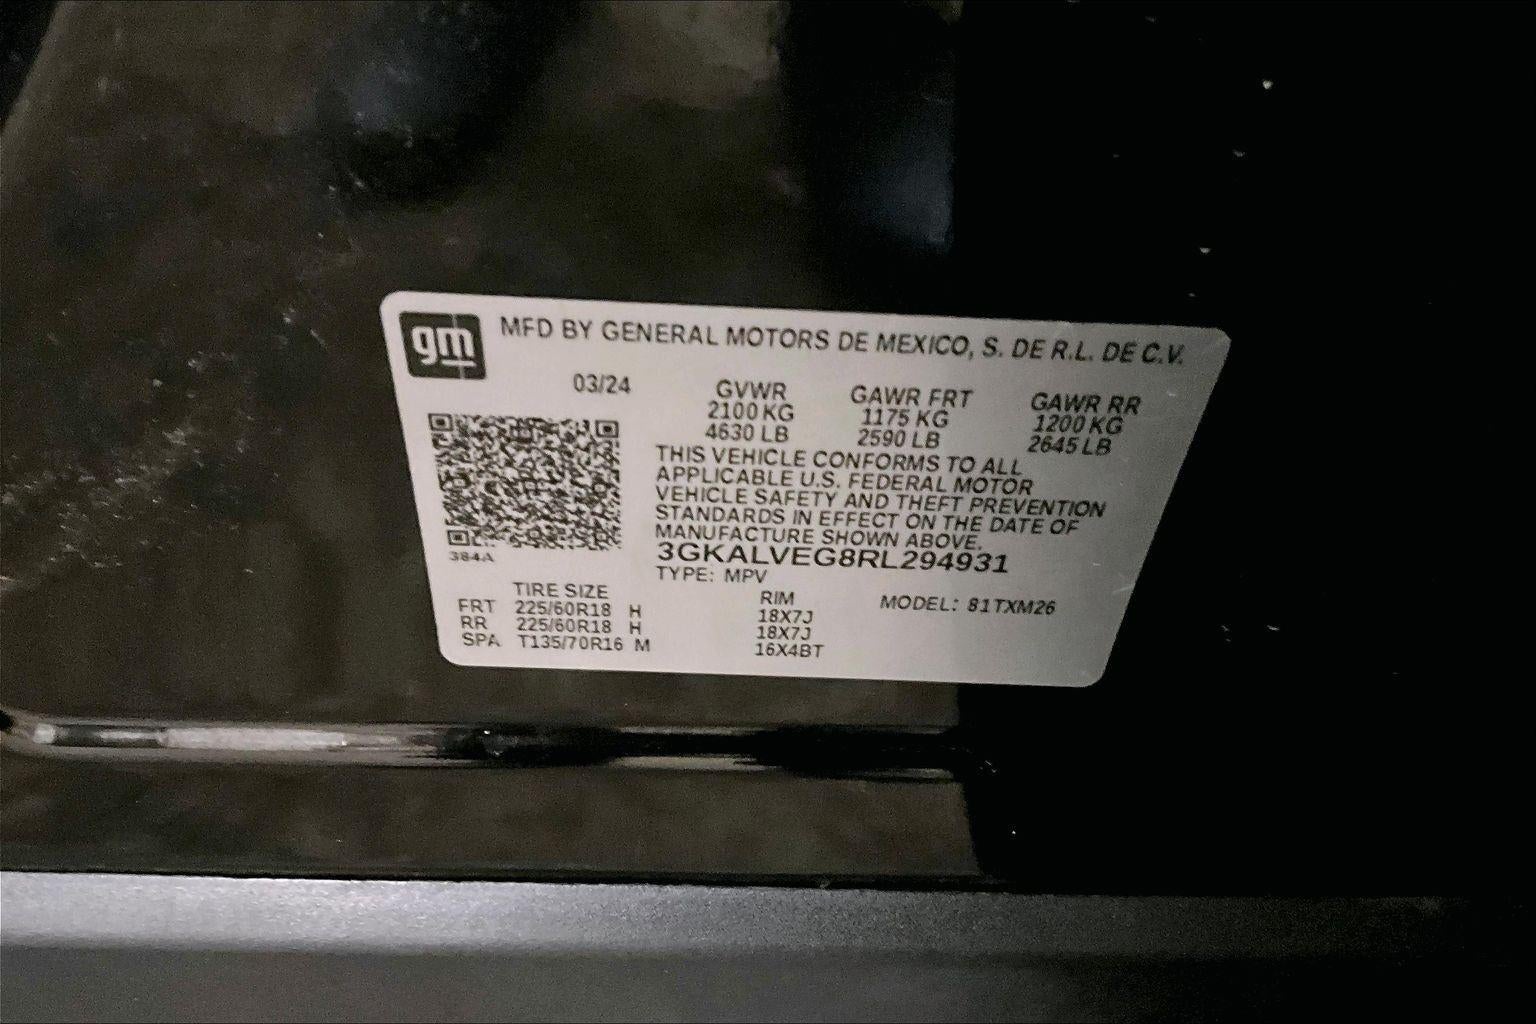 gm
MFD BY GENERAL MOTORS DE MEXICO, S. DE R.L. DE C.V.
03/24
GVWR GAWR FRT GAWR RR
2100 KG 1175 KG 1200 KG
4630 LB 2590 LB 2645 LB
THIS VEHICLE CONFORMS TO ALL
APPLICABLE U.S. FEDERAL MOTOR
VEHICLE SAFETY AND THEFT PREVENTION
STANDARDS IN EFFECT ON THE DATE OF
MANUFACTURE SHOWN ABOVE.
384A
3GKALVEG8RL294931
TYPE: MPV
TIRE SIZE RIM MODEL: 81TXM26
FRT 225/60R18 H 18X7J
RR 225/60R18 H 18X7J
SPA T135/70R16 M 16X4BT